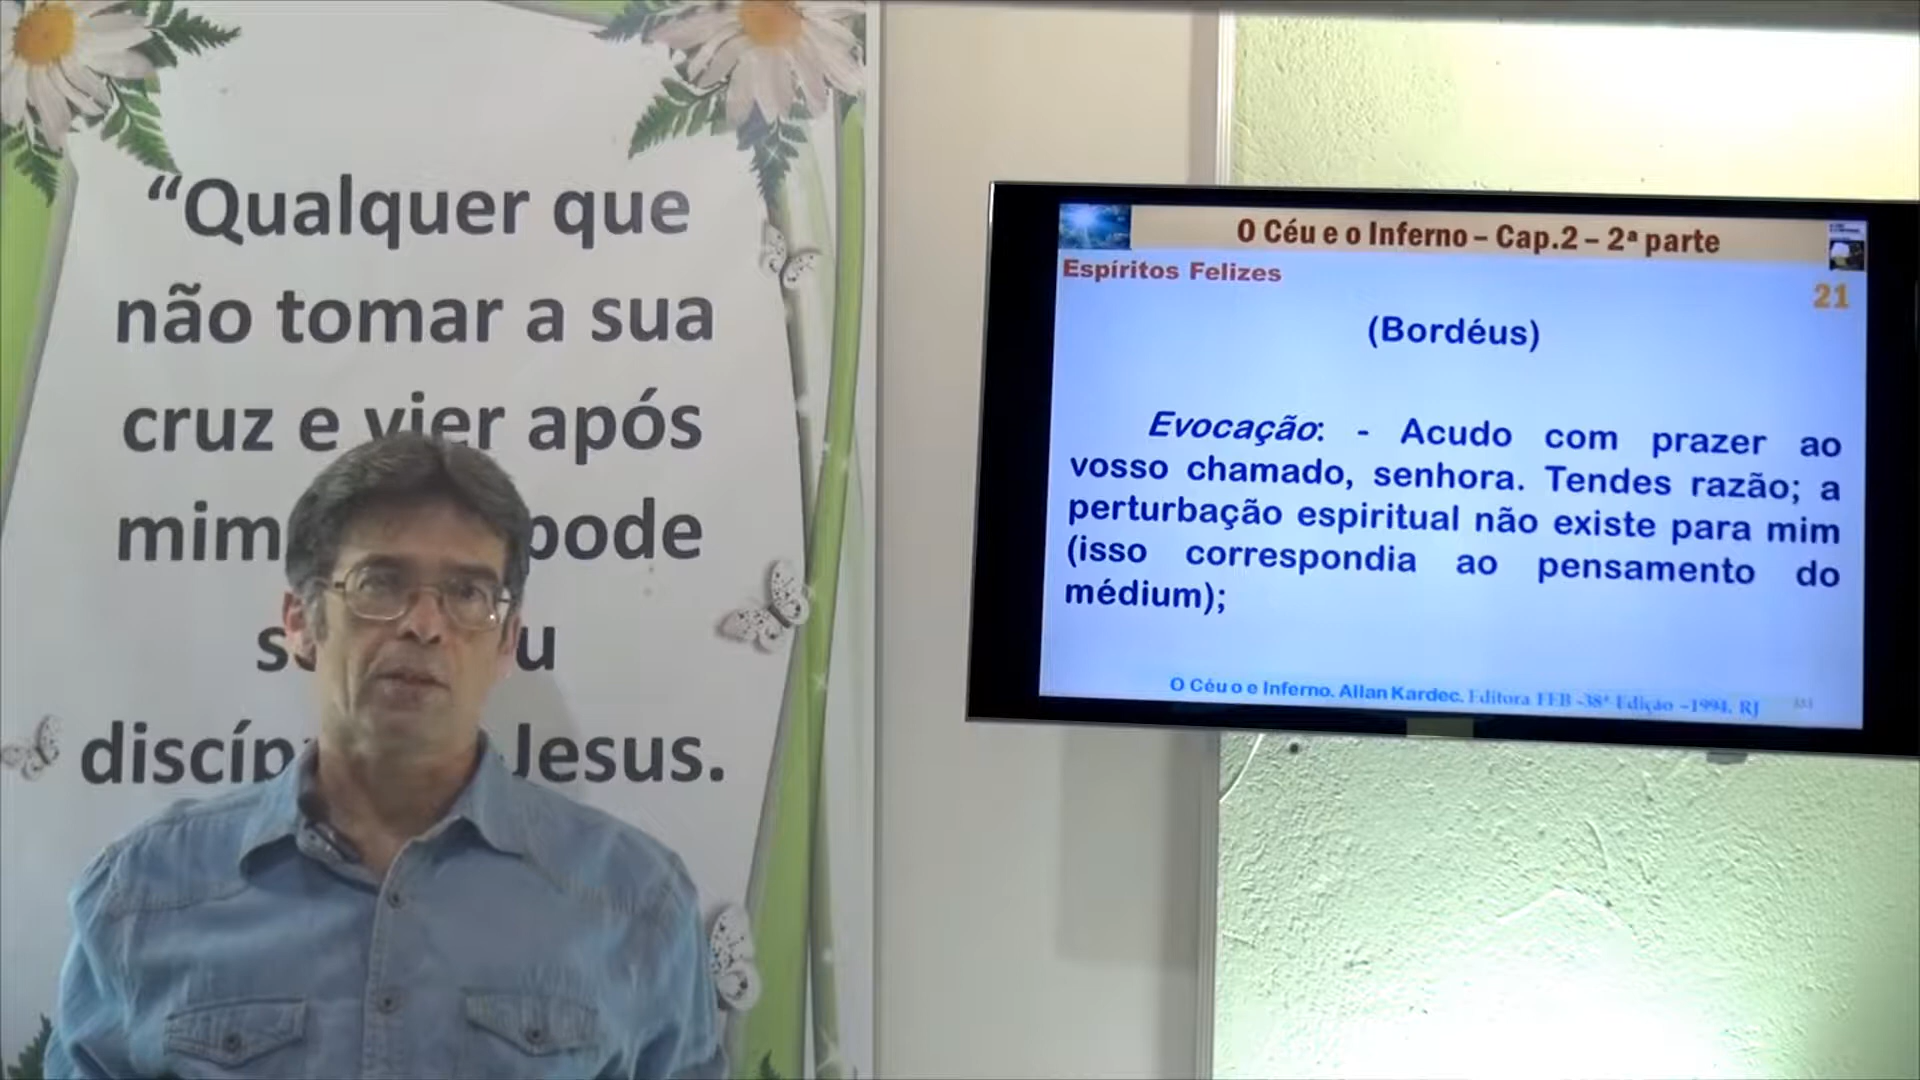 “Qualquer que
não tomar a sua
cruz e vier após
mim pode
u
Jesus.
O Céu e o Inferno – Cap.2 – 2ª parte
Espíritos Felizes
21
(Bordéus)
Evocação: - Acudo com prazer ao
vosso chamado, senhora. Tendes razão; a
perturbação espiritual não existe para mim
(isso correspondia ao pensamento do
médium);
O Céu o e Inferno. Allan Kardec. Editora FEB -38ª Edição –1994. RJ